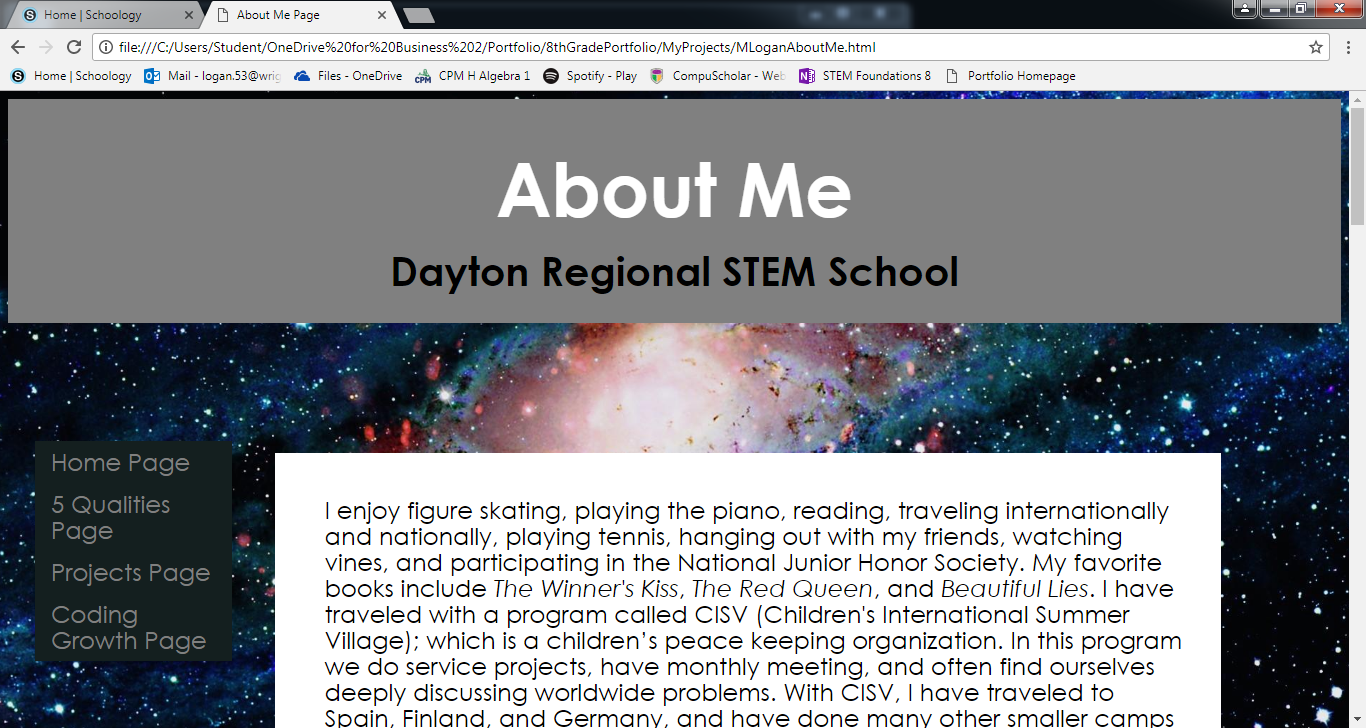 Home | Schoology
About Me Page
file:///C:/Users/Student/OneDrive%20for%20Business%202/Portfolio/8thGradePortfolio/MyProjects/MLoganAboutMe.html
Home | Schoology Mail - logan.53@wrig Files - OneDrive CPM H Algebra 1 Spotify - Play CompuScholar - Web STEM Foundations 8 Portfolio Homepage
About Me
Dayton Regional STEM School
Home Page
5 Qualities
Page
Projects Page
Coding
Growth Page
I enjoy figure skating, playing the piano, reading, traveling internationally
and nationally, playing tennis, hanging out with my friends, watching
vines, and participating in the National Junior Honor Society. My favorite
books include The Winner's Kiss, The Red Queen, and Beautiful Lies. I have
traveled with a program called CISV (Children's International Summer
Village); which is a children’s peace keeping organization. In this program
we do service projects, have monthly meeting, and often find ourselves
deeply discussing worldwide problems. With CISV, I have traveled to
Spain, Finland, and Germany, and have done many other smaller camps